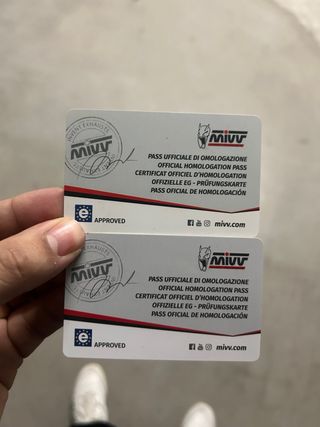 mivv
mivv
PASS UFFICIALE DI OMOLOGAZIONE
OFFICIAL HOMOLOGATION PASS
CERTIFICAT OFFICIEL D'HOMOLOGATION
OFFIZIELLE EG - PRÜFUNGSKARTE
PASS OFICIAL DE HOMOLOGACIÓN
e APPROVED
mivv.com
mivv
mivv
PASS UFFICIALE DI OMOLOGAZIONE
OFFICIAL HOMOLOGATION PASS
CERTIFICAT OFFICIEL D'HOMOLOGATION
OFFIZIELLE EG - PRÜFUNGSKARTE
PASS OFICIAL DE HOMOLOGACIÓN
e APPROVED
mivv.com